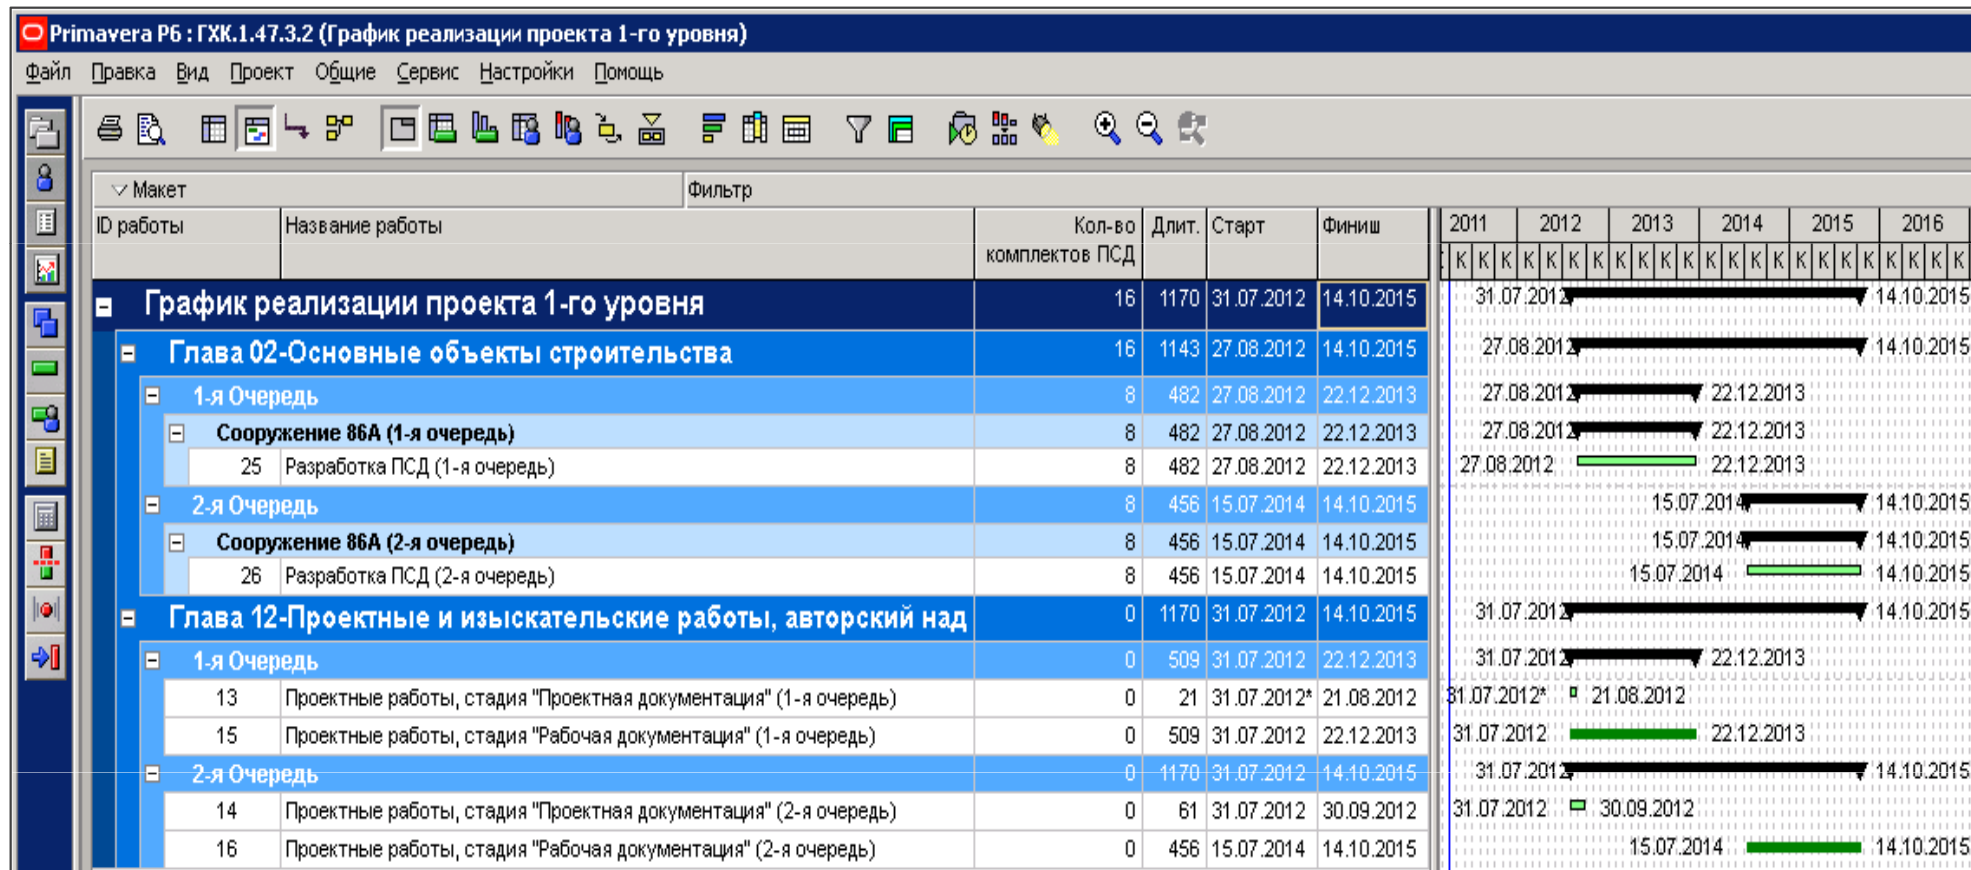 Primavera P6 : ГХК.1.47.3.2 (График реализации проекта 1-го уровня)
Файл Правка Вид Проект Общие Сервис Настройки Помощь
Макет Фильтр
ID работы Название работы Кол-во комплектов ПСД Длит. Старт Финиш 2011 2012 2013 2014 2015 2016
К К К К К К К К К К К К К К К К К К К К К К К
График реализации проекта 1-го уровня 16 1170 31.07.2012 14.10.2015 31.07.2012 14.10.2015
Глава 02-Основные объекты строительства 16 1143 27.08.2012 14.10.2015 27.08.2012 14.10.2015
1-я Очередь 8 482 27.08.2012 22.12.2013 27.08.2012 22.12.2013
Сооружение 86А (1-я очередь) 8 482 27.08.2012 22.12.2013 27.08.2012 22.12.2013
25 Разработка ПСД (1-я очередь) 8 482 27.08.2012 22.12.2013 27.08.2012 22.12.2013
2-я Очередь 8 456 15.07.2014 14.10.2015 15.07.2014 14.10.2015
Сооружение 86А (2-я очередь) 8 456 15.07.2014 14.10.2015 15.07.2014 14.10.2015
26 Разработка ПСД (2-я очередь) 8 456 15.07.2014 14.10.2015 15.07.2014 14.10.2015
Глава 12-Проектные и изыскательские работы, авторский над 0 1170 31.07.2012 14.10.2015 31.07.2012 14.10.2015
1-я Очередь 0 509 31.07.2012 22.12.2013 31.07.2012 22.12.2013
13 Проектные работы, стадия "Проектная документация" (1-я очередь) 0 21 31.07.2012* 21.08.2012 31.07.2012* 21.08.2012
15 Проектные работы, стадия "Рабочая документация" (1-я очередь) 0 509 31.07.2012 22.12.2013 31.07.2012 22.12.2013
2-я Очередь 0 1170 31.07.2012 14.10.2015 31.07.2012 14.10.2015
14 Проектные работы, стадия "Проектная документация" (2-я очередь) 0 61 31.07.2012 30.09.2012 31.07.2012 30.09.2012
16 Проектные работы, стадия "Рабочая документация" (2-я очередь) 0 456 15.07.2014 14.10.2015 15.07.2014 14.10.2015